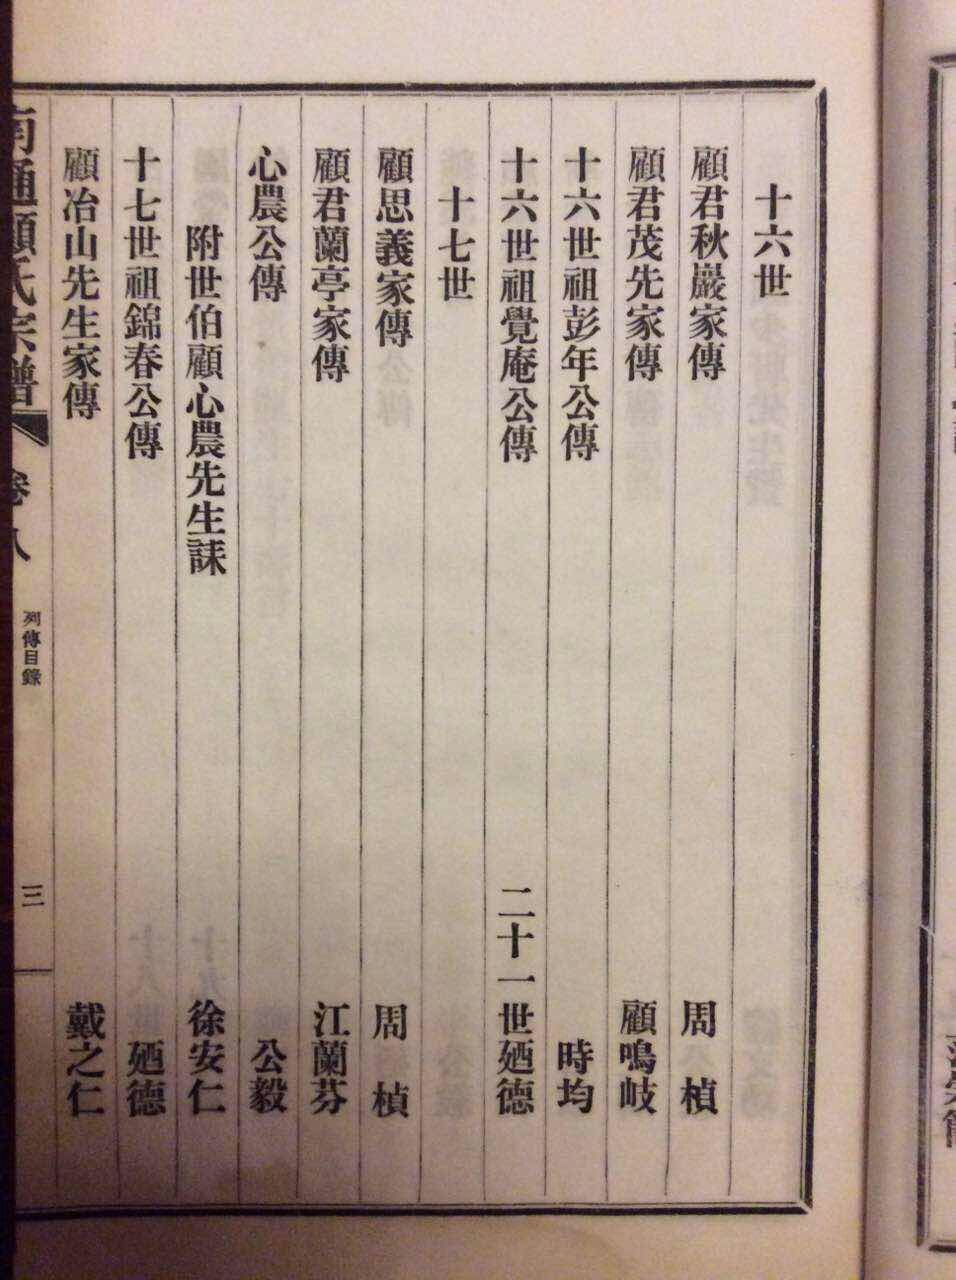 十六世
顧君秋巖家傳 周楨
顧君茂先家傳 顧鳴岐
十六世祖彭年公傳 時均
十六世祖覺庵公傳 二十一世廼德
十七世
顧思義家傳 周楨
顧君蘭亭家傳 江蘭芬
心農公傳 公毅
附世伯顧心農先生誄 徐安仁
十七世祖錦春公傳 廼德
顧冶山先生家傳 戴之仁
南通顧氏宗譜 卷八 列傳目錄 三